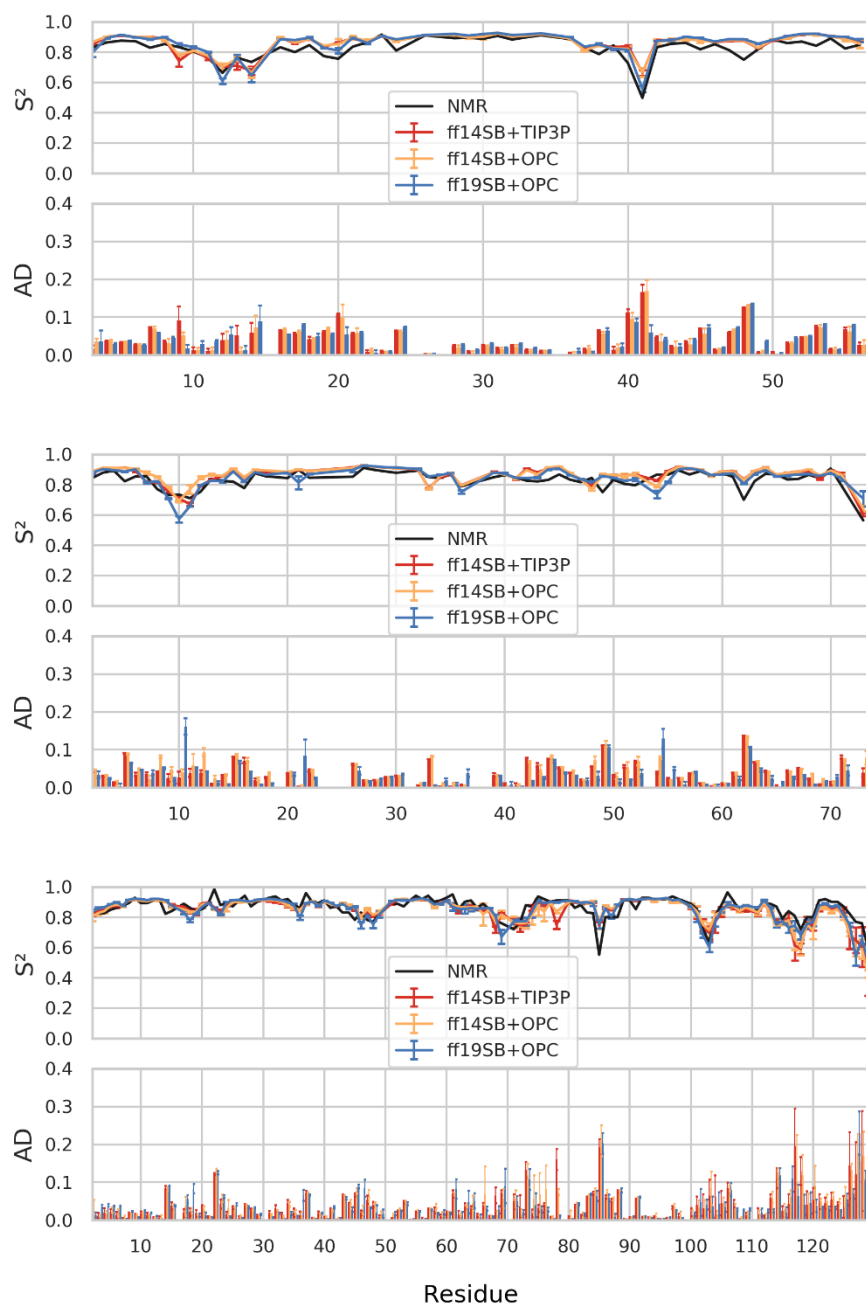 1.0
0.8
0.6
0.4
0.2
0.0
S²
NMR
ff14SB+TIP3P
ff14SB+OPC
ff19SB+OPC
0.4
0.3
0.2
0.1
0.0
AD
10 20 30 40 50
1.0
0.8
0.6
0.4
0.2
0.0
S²
NMR
ff14SB+TIP3P
ff14SB+OPC
ff19SB+OPC
0.4
0.3
0.2
0.1
0.0
AD
10 20 30 40 50 60 70
1.0
0.8
0.6
0.4
0.2
0.0
S²
NMR
ff14SB+TIP3P
ff14SB+OPC
ff19SB+OPC
0.4
0.3
0.2
0.1
0.0
AD
10 20 30 40 50 60 70 80 90 100 110 120
Residue